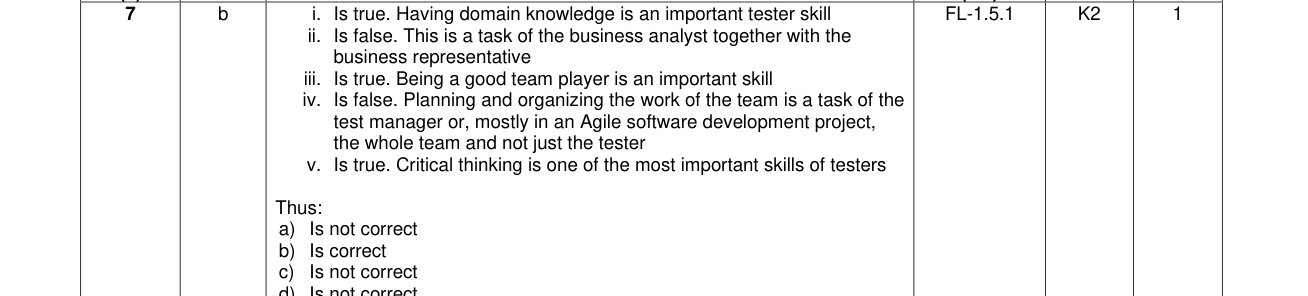 7 b i. Is true. Having domain knowledge is an important tester skill FL-1.5.1 K2 1
ii. Is false. This is a task of the business analyst together with the
business representative
iii. Is true. Being a good team player is an important skill
iv. Is false. Planning and organizing the work of the team is a task of the
test manager or, mostly in an Agile software development project,
the whole team and not just the tester
v. Is true. Critical thinking is one of the most important skills of testers
Thus:
a) Is not correct
b) Is correct
c) Is not correct
d) Is not correct